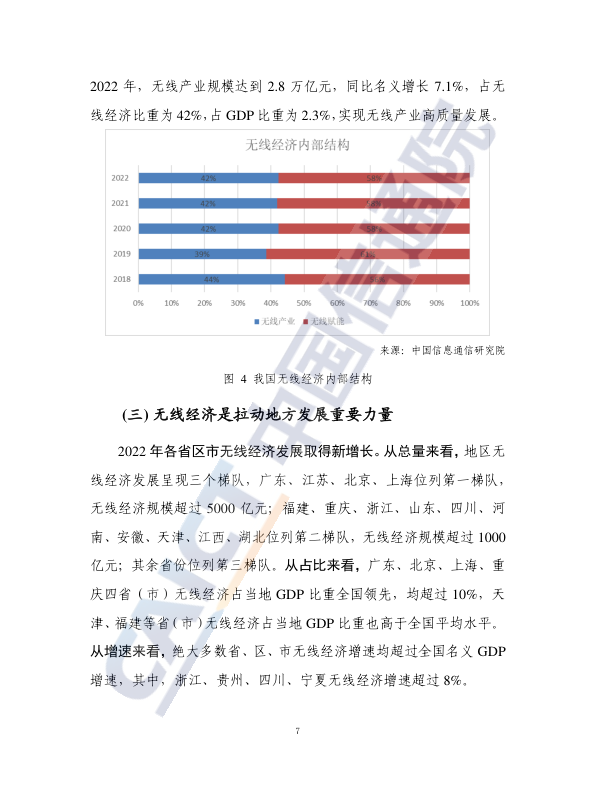 2022 年，无线产业规模达到 2.8 万亿元，同比名义增长 7.1%，占无
线经济比重为 42%，占 GDP 比重为 2.3%，实现无线产业高质量发展。
无线经济内部结构
2022 42% 58%
2021 42%
2020 42% 58%
2019 39% 61%
2018 44%
0% 10% 20% 30% 40% 50% 60% 70% 80% 90% 100%
无线产业 无线赋能
来源：中国信息通信研究院
图 4 我国无线经济内部结构
(三) 无线经济是拉动地方发展重要力量
2022 年各省区市无线经济发展取得新增长。从总量来看，地区无
线经济发展呈现三个梯队，广东、江苏、北京、上海位列第一梯队，
无线经济规模超过 5000 亿元；福建、重庆、浙江、山东、四川、河
南、安徽、天津、江西、湖北位列第二梯队，无线经济规模超过 1000
亿元；其余省份位列第三梯队。从占比来看，广东、北京、上海、重
庆四省（市）无线经济占当地 GDP 比重全国领先，均超过 10%，天
津、福建等省（市）无线经济占当地 GDP 比重也高于全国平均水平。
从增速来看，绝大多数省、区、市无线经济增速均超过全国名义 GDP
增速，其中，浙江、贵州、四川、宁夏无线经济增速超过 8%。
7
CAICT 中国信通院